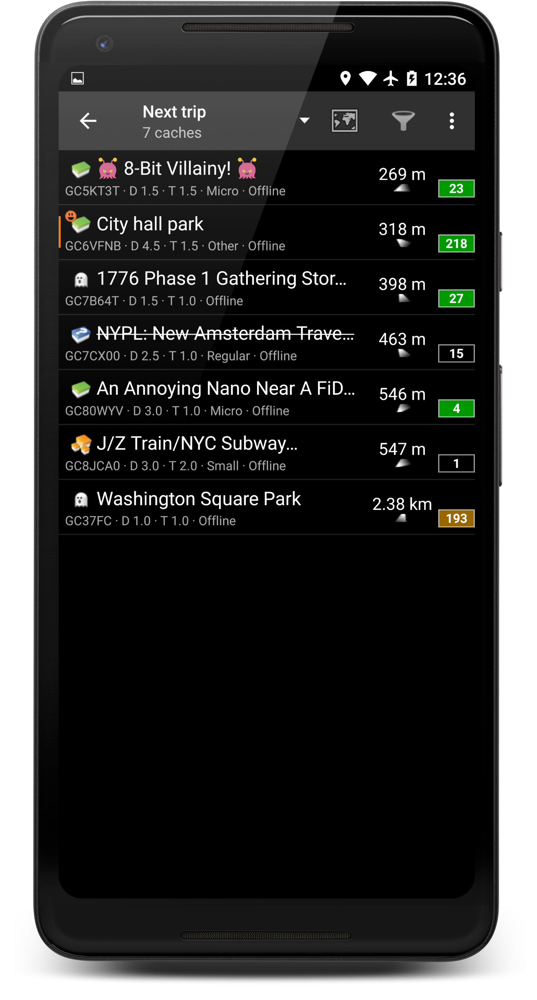 12:36
Next trip
7 caches
8-Bit Villainy!
269 m
GC5KT3T · D 1.5 · T 1.5 · Micro · Offline
23
City hall park
318 m
GC6VFNB · D 4.5 · T 1.5 · Other · Offline
218
1776 Phase 1 Gathering Stor...
398 m
GC7B64T · D 1.5 · T 1.0 · Offline
27
NYPL: New Amsterdam Trave...
463 m
GC7CX00 · D 2.5 · T 1.0 · Regular · Offline
15
An Annoying Nano Near A FiD...
546 m
GC80WYV · D 3.0 · T 1.0 · Micro · Offline
4
J/Z Train/NYC Subway...
547 m
GC8JCA0 · D 3.0 · T 2.0 · Small · Offline
1
Washington Square Park
2.38 km
GC37FC · D 1.0 · T 1.0 · Offline
193